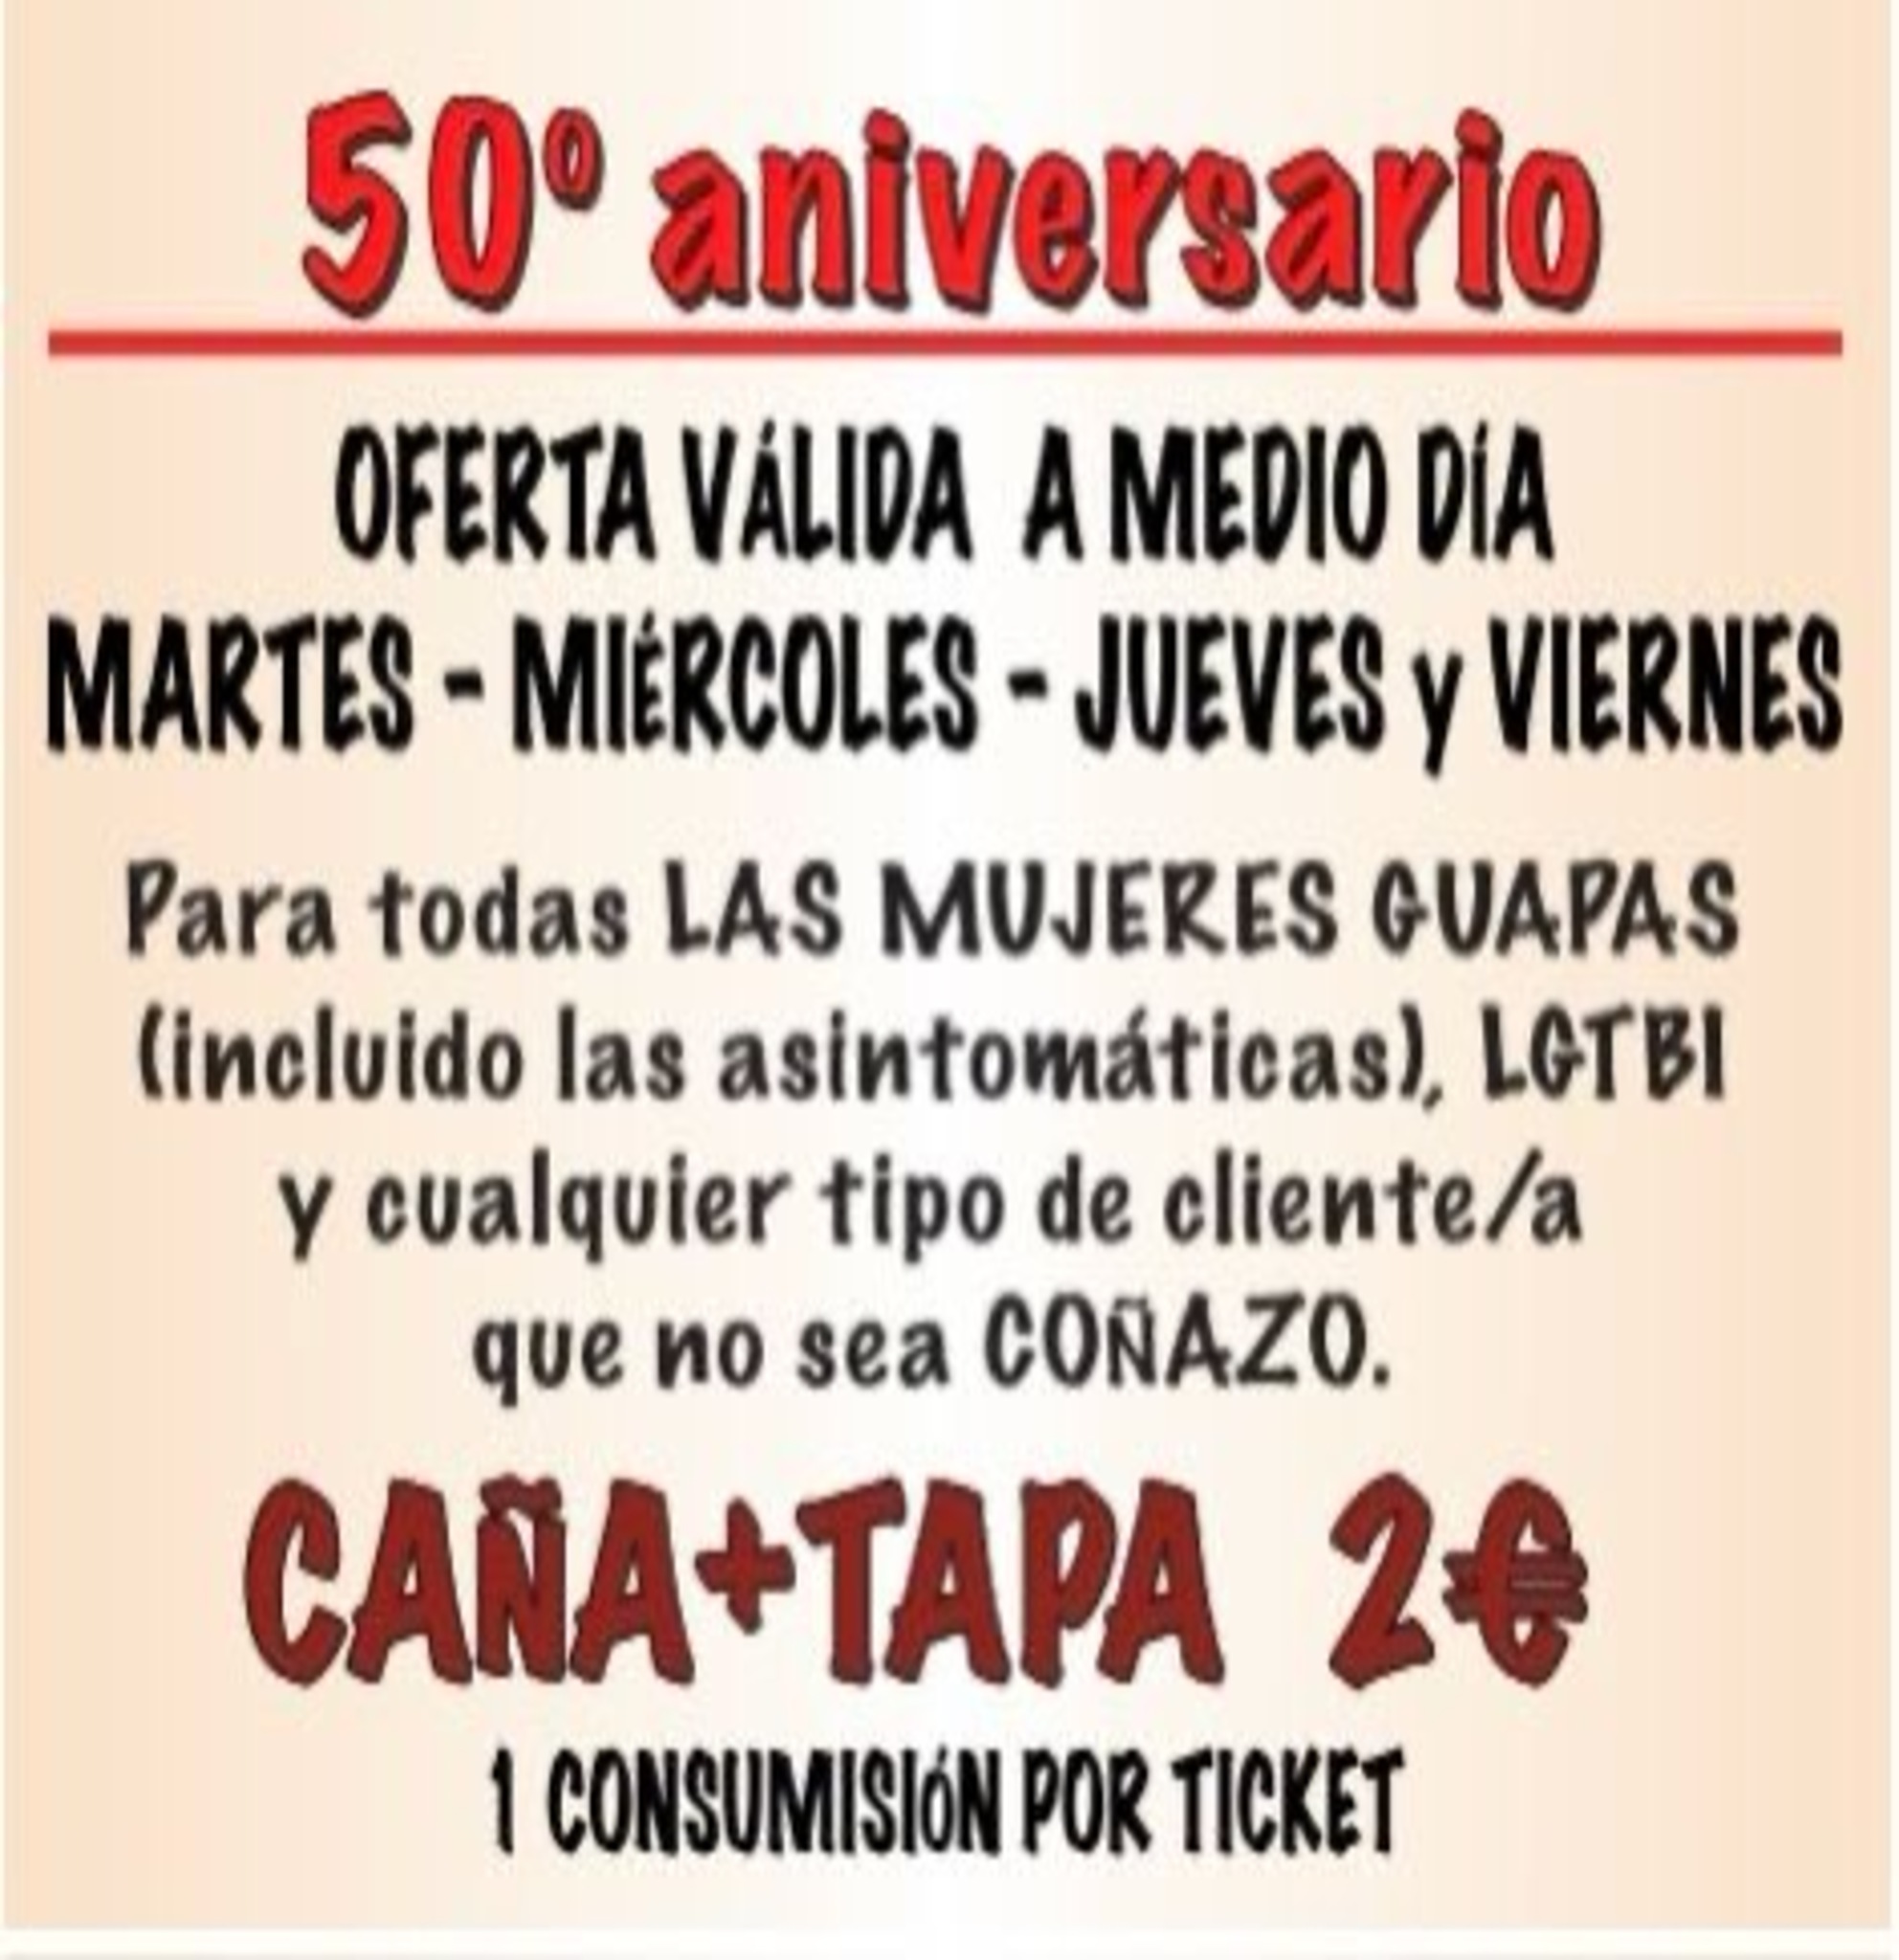 50º aniversario
OFERTA VÁLIDA A MEDIO DÍA
MARTES - MIÉRCOLES - JUEVES y VIERNES
Para todas LAS MUJERES GUAPAS
(incluido las asintomáticas), LGTBI
y cualquier tipo de cliente/a
que no sea COÑAZO.
CAÑA+TAPA 2€
1 CONSUMISIÓN POR TICKET